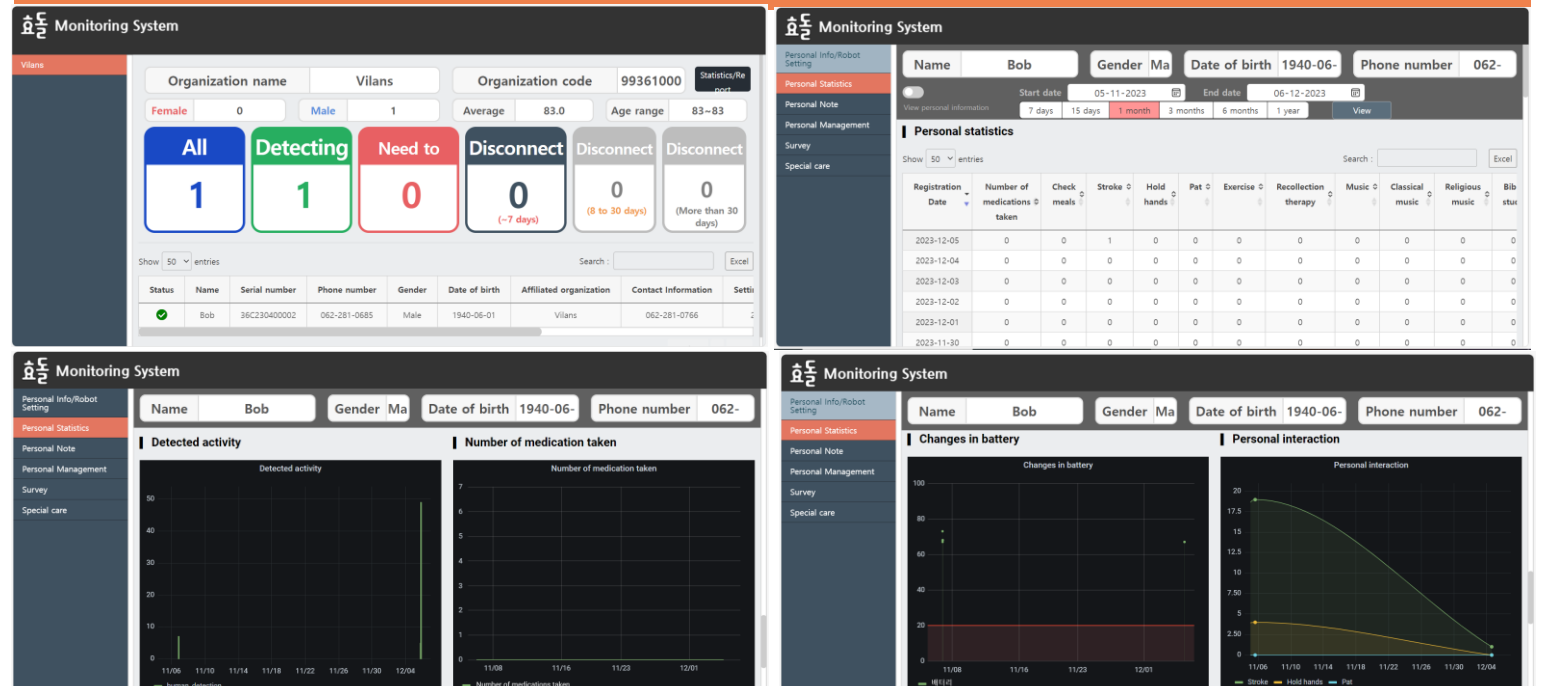 효돌 Monitoring System
Vilans
Organization name Vilans Organization code 99361000 Statistics/Re
port
Female 0 Male 1 Average 83.0 Age range 83~83
All Detecting Need to Disconnect Disconnect Disconnect
1 1 0 0 0 0
(~7 days) (8 to 30 days) (More than 30
days)
Show 50 entries Search : Excel
Status Name Serial number Phone number Gender Date of birth Affiliated organization Contact Information Settin
Bob 36C230400002 062-281-0685 Male 1940-06-01 Vilans 062-281-0766 2
효돌 Monitoring System
Personal Info/Robot
Setting
Personal Statistics
Personal Note
Personal Management
Survey
Special care
Name Bob Gender Ma Date of birth 1940-06- Phone number 062-
View personal information
Start date 05-11-2023 End date 06-12-2023
7 days 15 days 1 month 3 months 6 months 1 year View
Personal statistics
Show 50 entries Search : Excel
Registration Number of Check Stroke Hold Pat Exercise Recollection Music Classical Religious Bib
Date medications meals hands therapy music music stu
taken
2023-12-05 0 0 1 0 0 0 0 0 0 0 0
2023-12-04 0 0 0 0 0 0 0 0 0 0 0
2023-12-03 0 0 0 0 0 0 0 0 0 0 0
2023-12-02 0 0 0 0 0 0 0 0 0 0 0
2023-12-01 0 0 0 0 0 0 0 0 0 0 0
2023-11-30 0 0 0 0 0 0 0 0 0 0 0
효돌 Monitoring System
Personal Info/Robot
Setting
Personal Statistics
Personal Note
Personal Management
Survey
Special care
Name Bob Gender Ma Date of birth 1940-06- Phone number 062-
Detected activity
Detected activity
50
40
30
20
10
0
11/06 11/10 11/14 11/18 11/22 11/26 11/30 12/04
human_detection
Number of medication taken
Number of medication taken
7
6
5
4
3
2
1
0
11/08 11/16 11/23 12/01
Number of medications taken
효돌 Monitoring System
Personal Info/Robot
Setting
Personal Statistics
Personal Note
Personal Management
Survey
Special care
Name Bob Gender Ma Date of birth 1940-06- Phone number 062-
Changes in battery
Changes in battery
100
80
60
40
20
0
11/08 11/16 11/23 12/01
배터리
Personal interaction
Personal interaction
20
17.5
15
12.5
10
7.50
5
2.50
0
11/06 11/10 11/14 11/18 11/22 11/26 11/30 12/04
Stroke Hold hands Pat